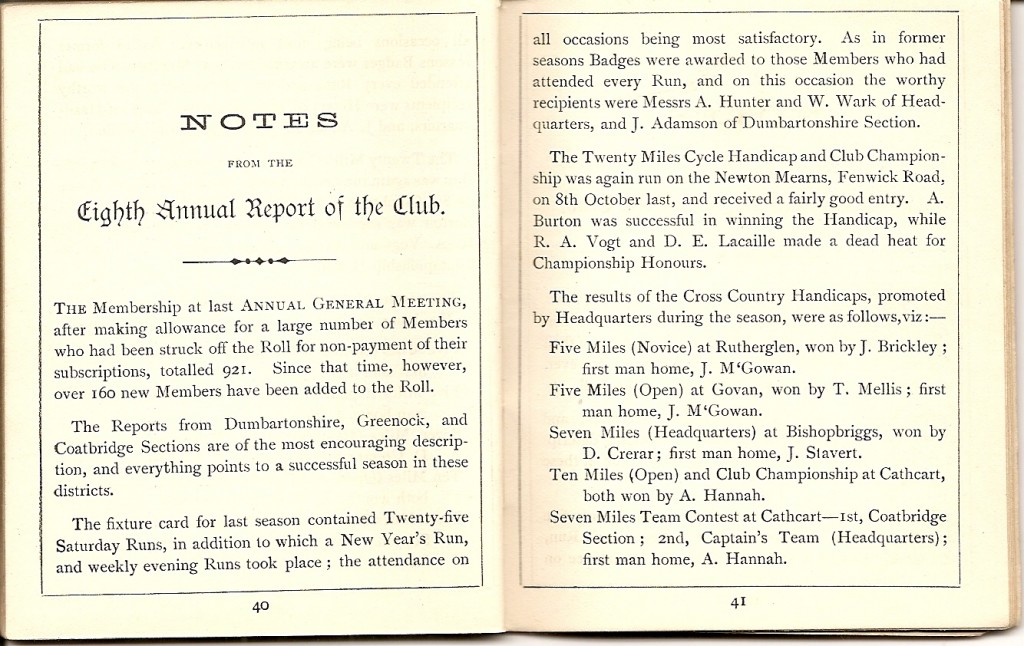 NOTES
FROM THE
Eighth Annual Report of the Club.
THE Membership at last ANNUAL GENERAL MEETING,
after making allowance for a large number of Members
who had been struck off the Roll for non-payment of their
subscriptions, totalled 921. Since that time, however,
over 160 new Members have been added to the Roll.
The Reports from Dumbartonshire, Greenock, and
Coatbridge Sections are of the most encouraging descrip-
tion, and everything points to a successful season in these
districts.
The fixture card for last season contained Twenty-five
Saturday Runs, in addition to which a New Year's Run,
and weekly evening Runs took place; the attendance on
40
all occasions being most satisfactory. As in former
seasons Badges were awarded to those Members who had
attended every Run, and on this occasion the worthy
recipients were Messrs A. Hunter and W. Wark of Head-
quarters, and J. Adamson of Dumbartonshire Section.
The Twenty Miles Cycle Handicap and Club Champion-
ship was again run on the Newton Mearns, Fenwick Road,
on 8th October last, and received a fairly good entry. A.
Burton was successful in winning the Handicap, while
R. A. Vogt and D. E. Lacaille made a dead heat for
Championship Honours.
The results of the Cross Country Handicaps, promoted
by Headquarters during the season, were as follows,viz:—
Five Miles (Novice) at Rutherglen, won by J. Brickley;
first man home, J. M‘Gowan.
Five Miles (Open) at Govan, won by T. Mellis; first
man home, J. M‘Gowan.
Seven Miles (Headquarters) at Bishopbriggs, won by
D. Crerar; first man home, J. Slavert.
Ten Miles (Open) and Club Championship at Cathcart,
both won by A. Hannah.
Seven Miles Team Contest at Cathcart—1st, Coatbridge
Section; 2nd, Captain's Team (Headquarters);
first man home, A. Hannah.
41